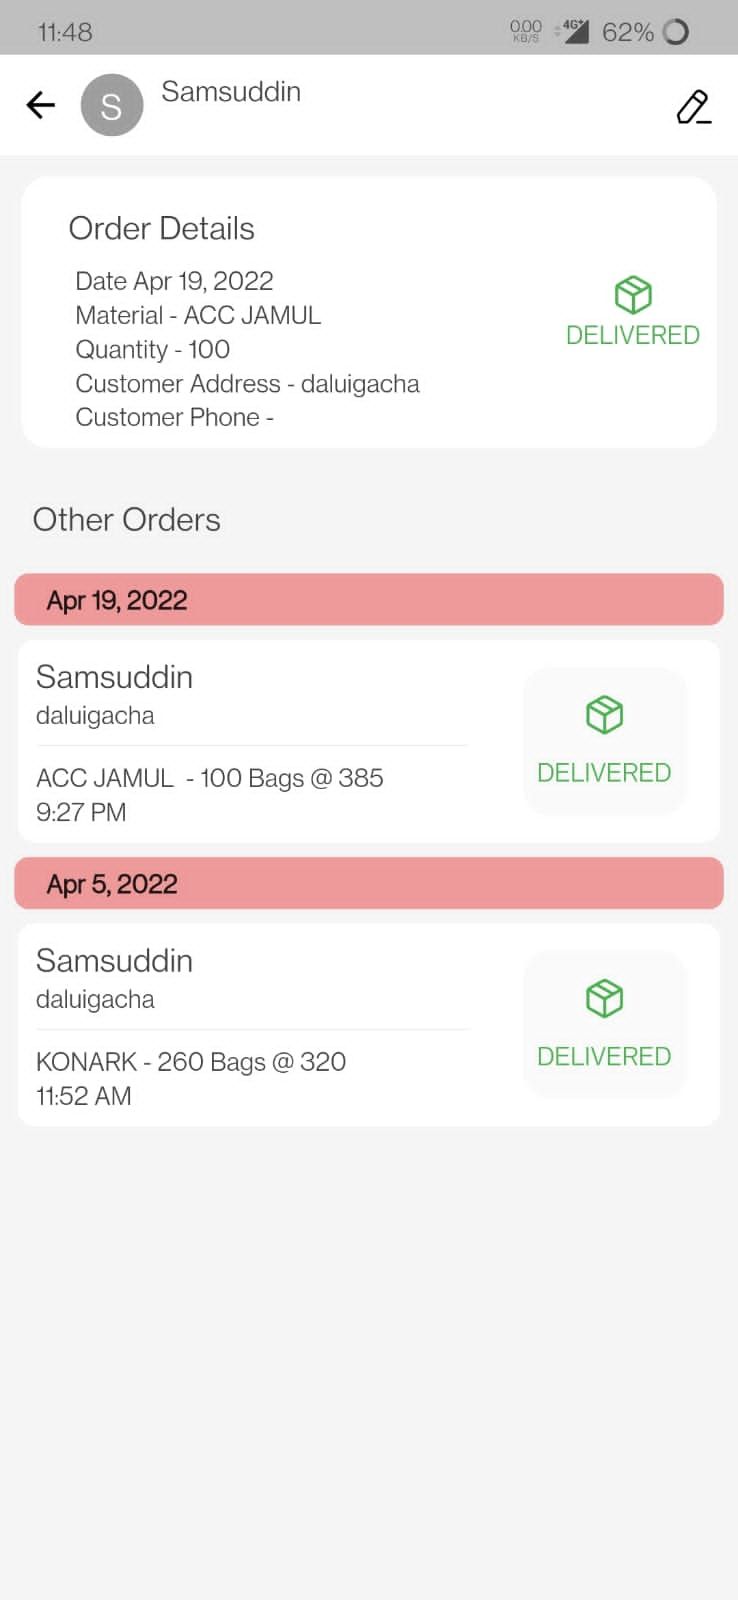 11:48
0.00 KB/S 4G+ 62%
S Samsuddin
Order Details
Date Apr 19, 2022
Material - ACC JAMUL
Quantity - 100
Customer Address - daluigacha
Customer Phone -
DELIVERED
Other Orders
Apr 19, 2022
Samsuddin
daluigacha
ACC JAMUL  - 100 Bags @ 385
9:27 PM
DELIVERED
Apr 5, 2022
Samsuddin
daluigacha
KONARK - 260 Bags @ 320
11:52 AM
DELIVERED